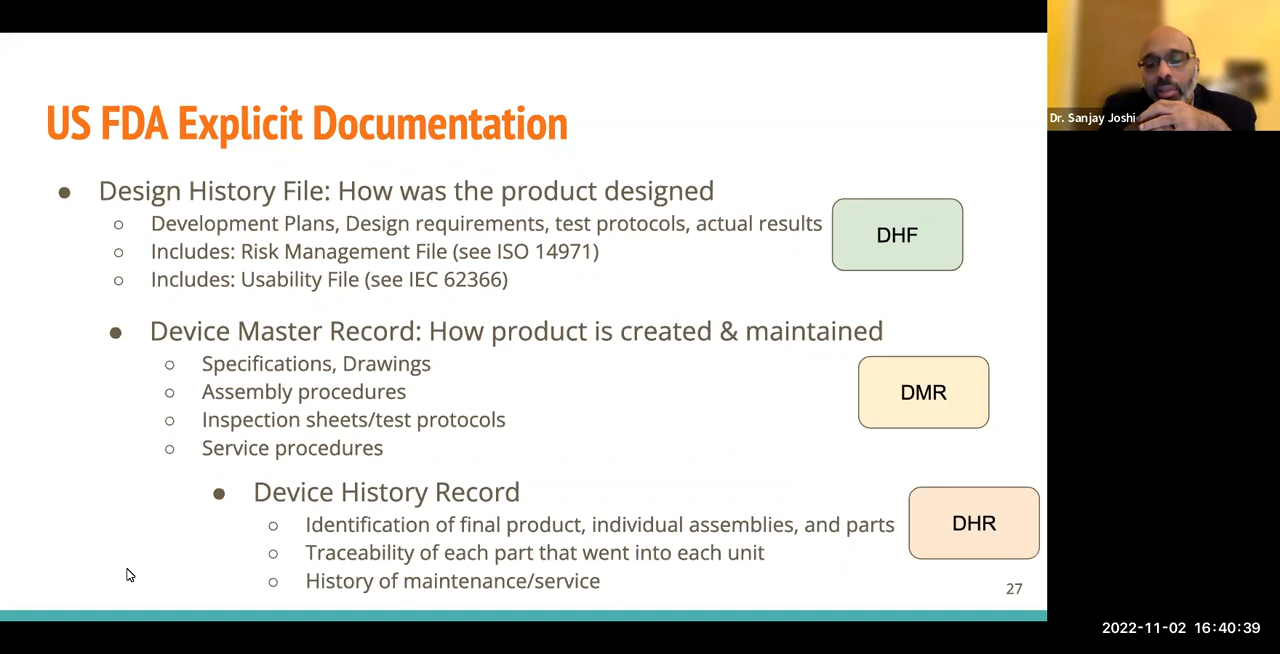 US FDA Explicit Documentation
Dr. Sanjay Joshi
● Design History File: How was the product designed
○ Development Plans, Design requirements, test protocols, actual results
○ Includes: Risk Management File (see ISO 14971)
○ Includes: Usability File (see IEC 62366)
DHF
● Device Master Record: How product is created & maintained
○ Specifications, Drawings
○ Assembly procedures
○ Inspection sheets/test protocols
○ Service procedures
DMR
● Device History Record
○ Identification of final product, individual assemblies, and parts
○ Traceability of each part that went into each unit
○ History of maintenance/service
DHR
27
2022-11-02 16:40:39